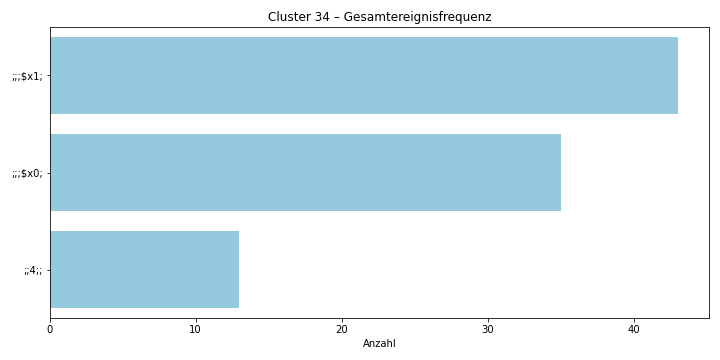 Cluster 34 – Gesamtereignisfrequenz
;;;$x1;
;;;$x0;
;;4;;
0 10 20 30 40
Anzahl